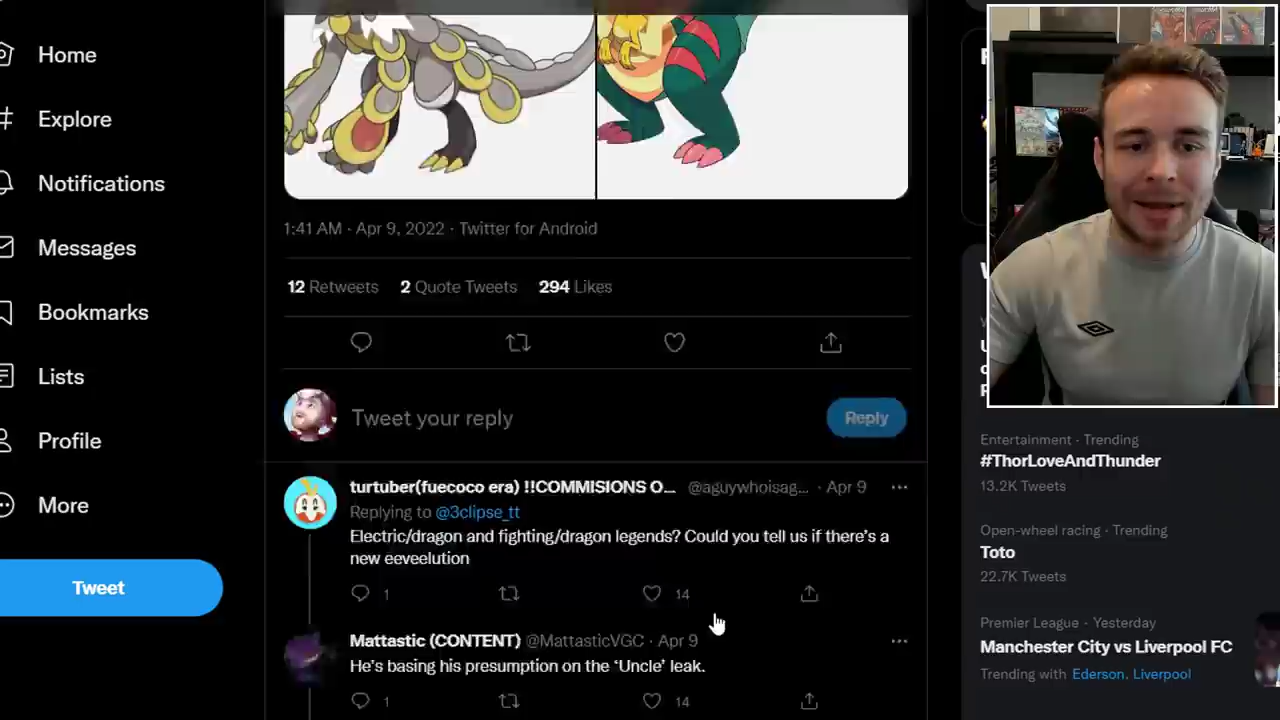 Home
Explore
Notifications
Messages
Bookmarks
Lists
Profile
More
Tweet
1:41 AM · Apr 9, 2022 · Twitter for Android
12 Retweets 2 Quote Tweets 294 Likes
Tweet your reply
Reply
turtuber(fuecoco era) !!COMMISIONS O... @aguywhoisag... · Apr 9
Replying to @3clipse_tt
Electric/dragon and fighting/dragon legends? Could you tell us if there's a
new eeveelution
1 14
Mattastic (CONTENT) @MattasticVGC · Apr 9
He's basing his presumption on the 'Uncle' leak.
1 14
Entertainment · Trending
#ThorLoveAndThunder
13.2K Tweets
Open-wheel racing · Trending
Toto
22.7K Tweets
Premier League · Yesterday
Manchester City vs Liverpool FC
Trending with Ederson, Liverpool